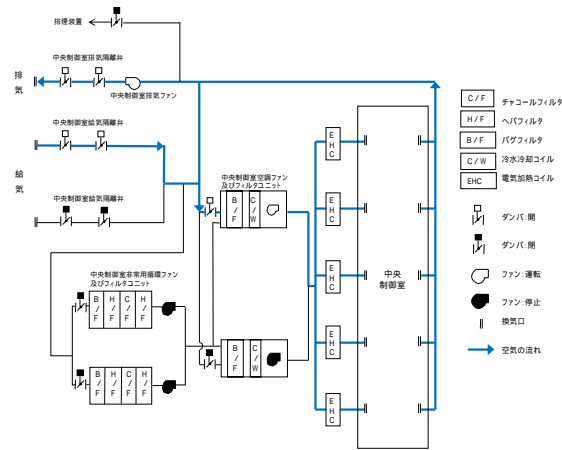 排煙装置
中央制御室排気隔離弁
排
気
中央制御室排気ファン
中央制御室給気隔離弁
給
気
中央制御室給気隔離弁
中央制御室空調ファン
及びフィルタユニット
B
/
F
C
/
W
中央制御室非常用循環ファン
及びフィルタユニット
B
/
F
H
/
F
C
/
F
H
/
F
B
/
F
H
/
F
C
/
F
H
/
F
B
/
F
C
/
W
E
H
C
E
H
C
E
H
C
E
H
C
E
H
C
中央
制御室
C/F チャコールフィルタ
H/F ヘパフィルタ
B/F バグフィルタ
C/W 冷水冷却コイル
EHC 電気加熱コイル
ダンパ:開
ダンパ:閉
ファン:運転
ファン:停止
換気口
空気の流れ